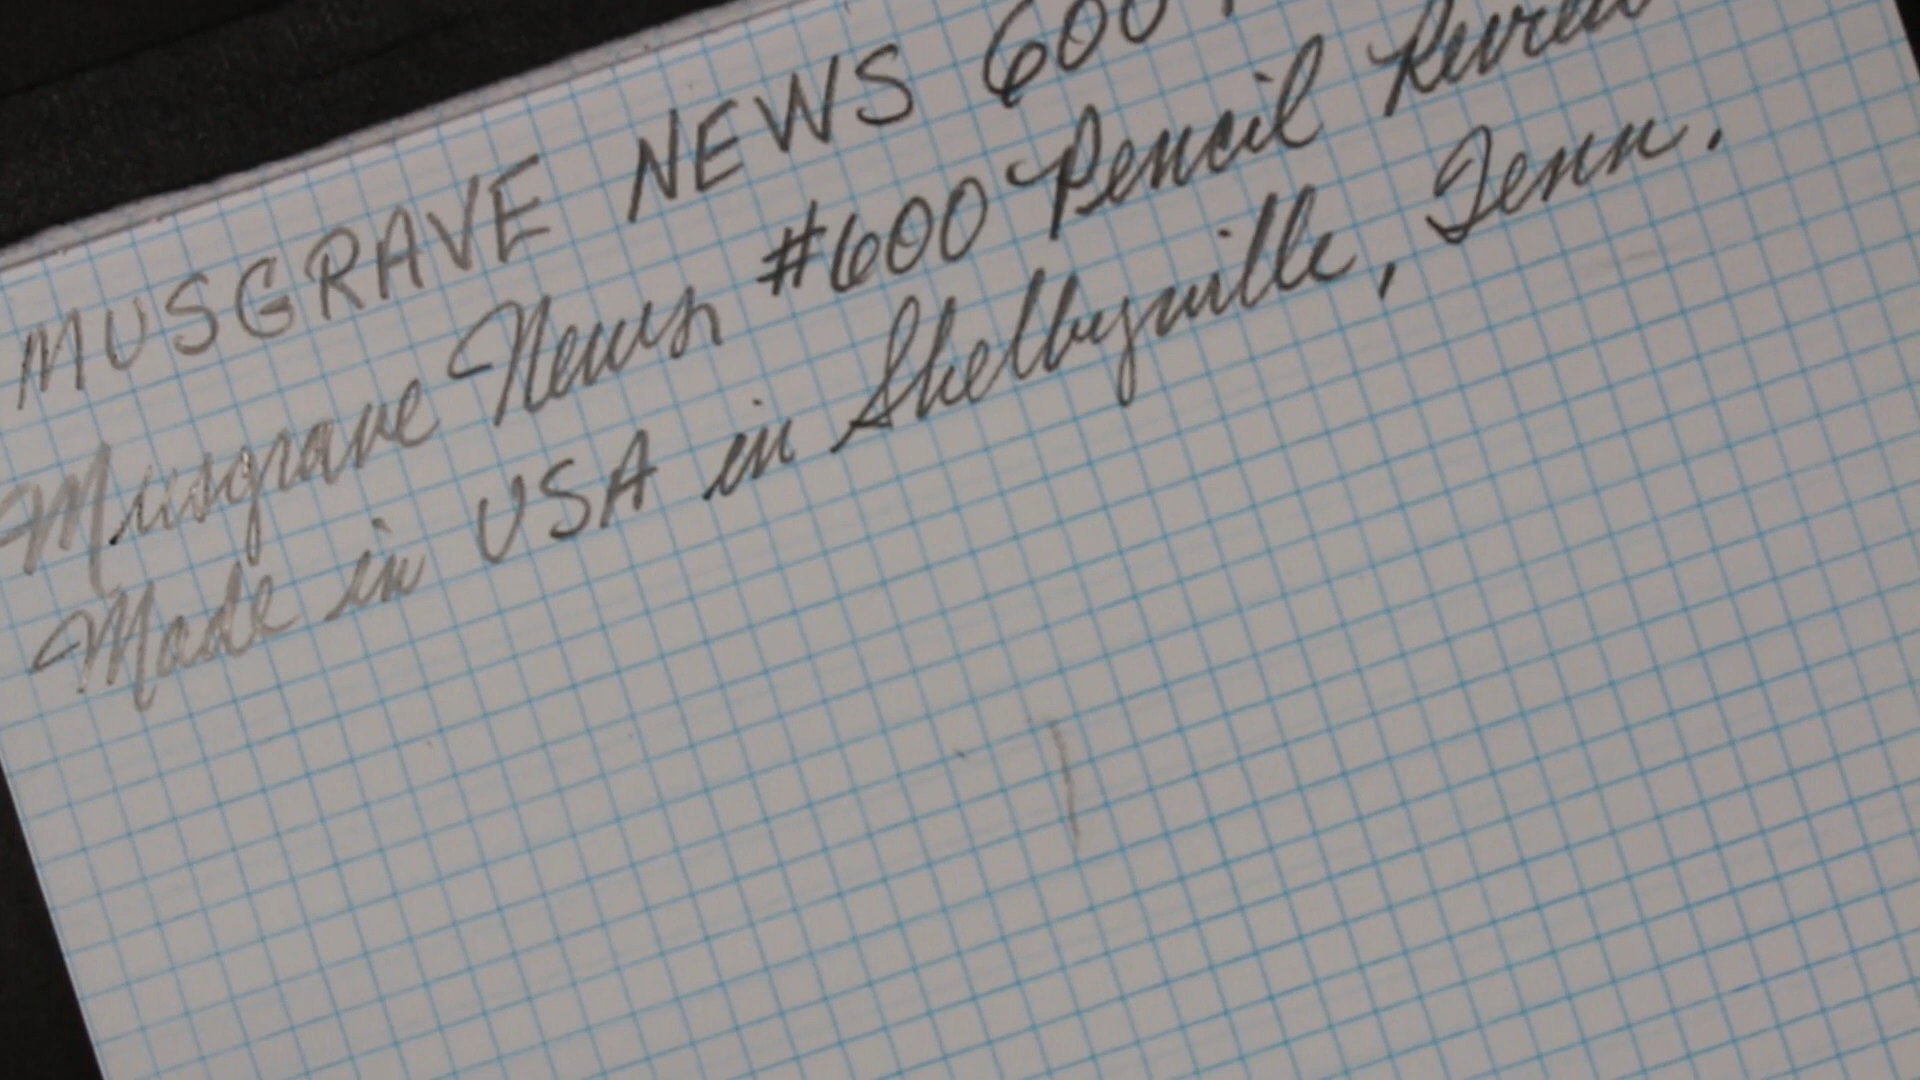 MUSGRAVE NEWS 600
Musgrave News #600 Pencil Review
Made in USA in Shelbyville, Tenn.